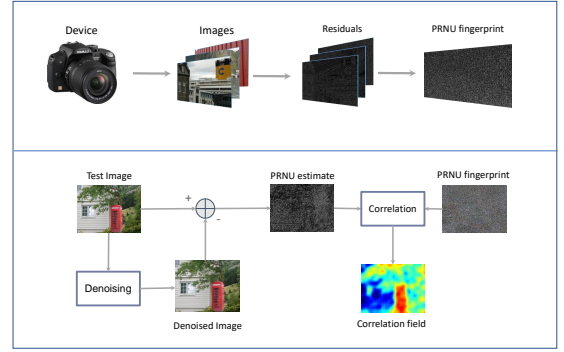 Device
Images
Residuals
PRNU fingerprint
Test Image
PRNU estimate
PRNU fingerprint
+
-
Correlation
Denoising
Denoised Image
Correlation field